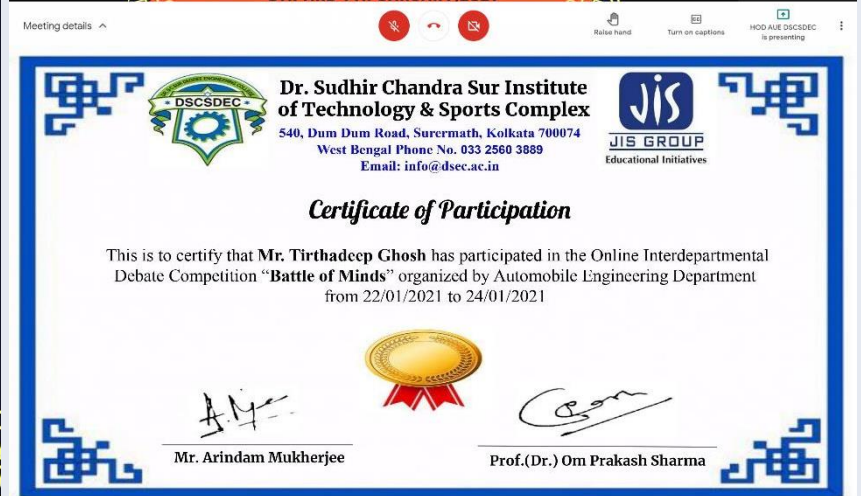 Meeting details
Raise hand
Turn on captions
HOD AUE DSCSDEC
is presenting
DSCSDEC
Dr. Sudhir Chandra Sur Institute
of Technology & Sports Complex
540, Dum Dum Road, Surermath, Kolkata 700074
West Bengal Phone No. 033 2560 3889
Email: info@dsec.ac.in
JIS
JIS GROUP
Educational Initiatives
Certificate of Participation
This is to certify that Mr. Tirthadeep Ghosh has participated in the Online Interdepartmental
Debate Competition “Battle of Minds” organized by Automobile Engineering Department
from 22/01/2021 to 24/01/2021
Mr. Arindam Mukherjee
Prof.(Dr.) Om Prakash Sharma